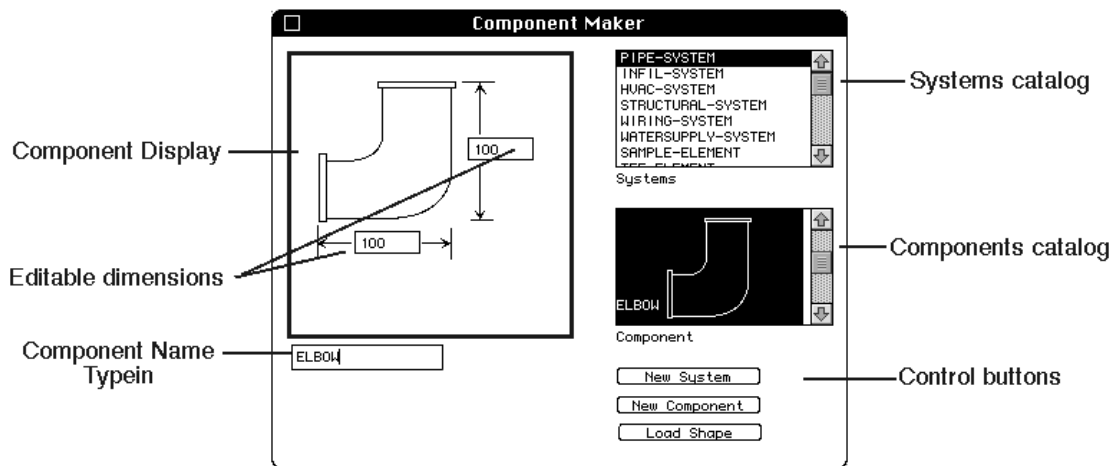 Component Maker
Component Display
Editable dimensions
Component Name
Typein
100
100
ELBOW
PIPE-SYSTEM
INFIL-SYSTEM
HVAC-SYSTEM
STRUCTURAL-SYSTEM
WIRING-SYSTEM
WATERSUPPLY-SYSTEM
SAMPLE-ELEMENT
TEE-ELEMENT
Systems
ELBOW
Component
New System
New Component
Load Shape
Systems catalog
Components catalog
Control buttons